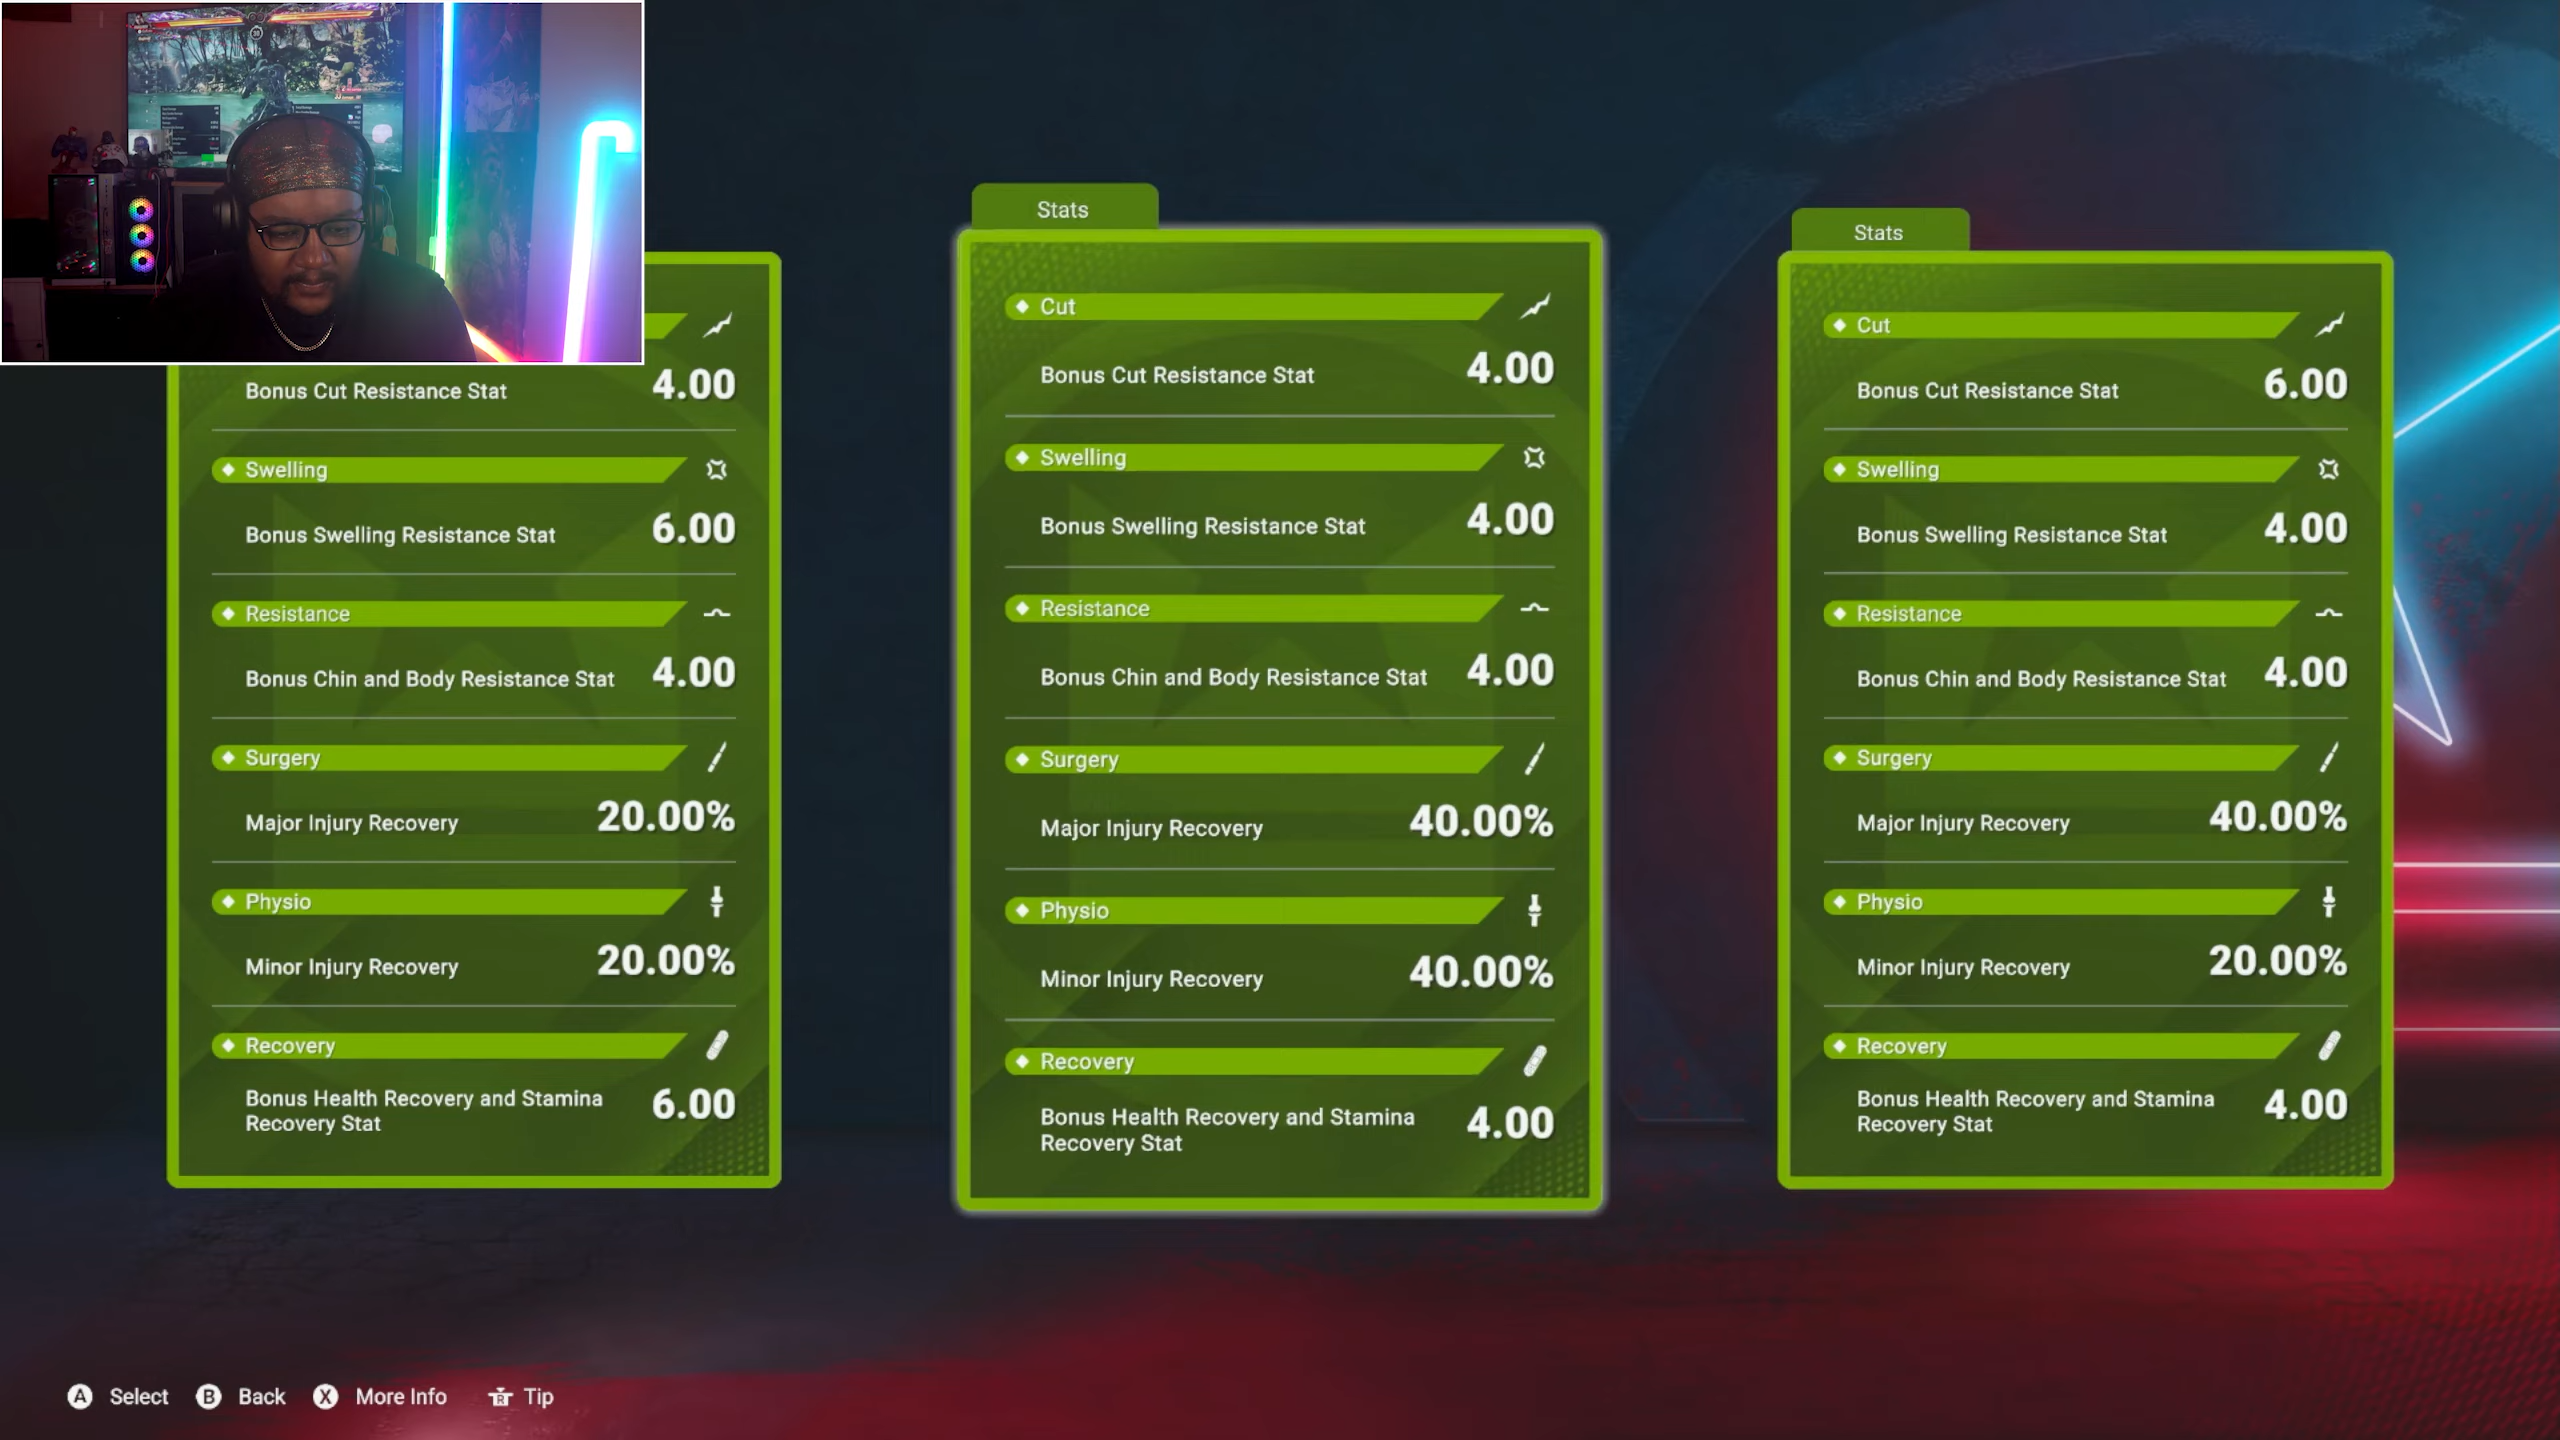 Bonus Cut Resistance Stat 4.00
Swelling
Bonus Swelling Resistance Stat 6.00
Resistance
Bonus Chin and Body Resistance Stat 4.00
Surgery
Major Injury Recovery 20.00%
Physio
Minor Injury Recovery 20.00%
Recovery
Bonus Health Recovery and Stamina
Recovery Stat 6.00
Stats
Cut
Bonus Cut Resistance Stat 4.00
Swelling
Bonus Swelling Resistance Stat 4.00
Resistance
Bonus Chin and Body Resistance Stat 4.00
Surgery
Major Injury Recovery 40.00%
Physio
Minor Injury Recovery 40.00%
Recovery
Bonus Health Recovery and Stamina
Recovery Stat 4.00
Stats
Cut
Bonus Cut Resistance Stat 6.00
Swelling
Bonus Swelling Resistance Stat 4.00
Resistance
Bonus Chin and Body Resistance Stat 4.00
Surgery
Major Injury Recovery 40.00%
Physio
Minor Injury Recovery 20.00%
Recovery
Bonus Health Recovery and Stamina
Recovery Stat 4.00
A Select B Back X More Info R Tip